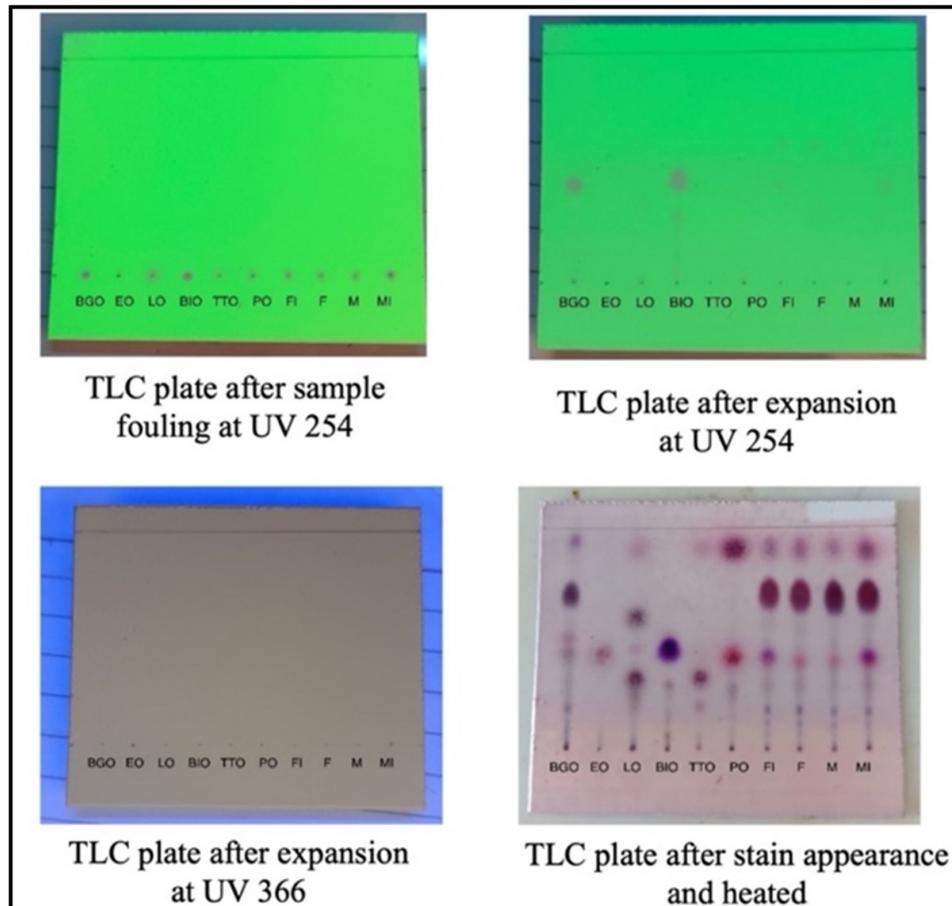 BGO EO LO BIO TTO PO FI F M MI
BGO EO LO BIO TTO PO FI F M MI
TLC plate after sample
fouling at UV 254
TLC plate after expansion
at UV 254
BGO EO LO BIO TTO PO FI F M MI
BGO EO LO BIO TTO PO FI F M MI
TLC plate after expansion
at UV 366
TLC plate after stain appearance
and heated